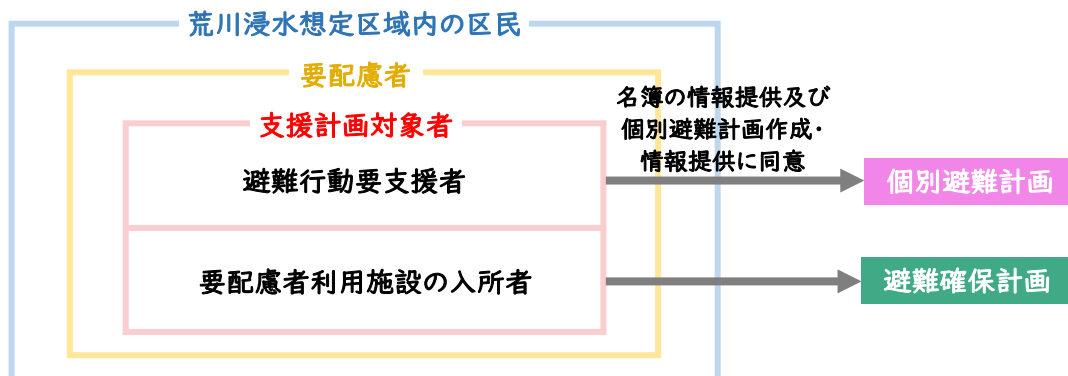 荒川浸水想定区域内の区民
要配慮者
支援計画対象者
名簿の情報提供及び
個別避難計画作成・
情報提供に同意
避難行動要支援者
個別避難計画
要配慮者利用施設の入所者
避難確保計画